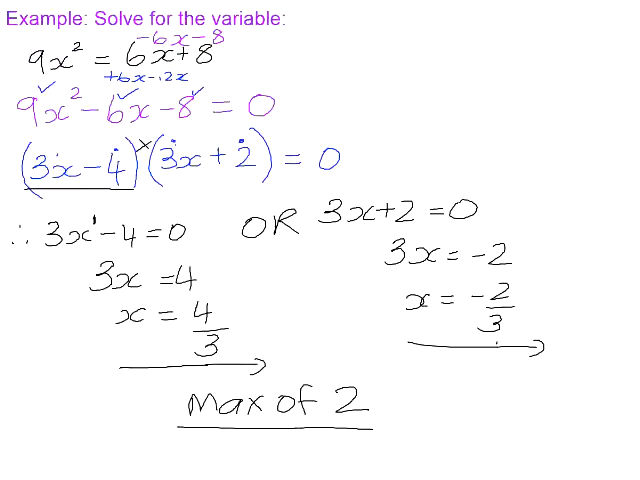 Example: Solve for the variable:
-6x-8
9x² = 6x+8
+6x-12x
9x² - 6x - 8 = 0
(3x - 4)×(3x + 2) = 0
∴ 3x¹ - 4 = 0 OR 3x+2 = 0
3x = 4
3x = -2
x = 4/3
x = -2/3
Max of 2